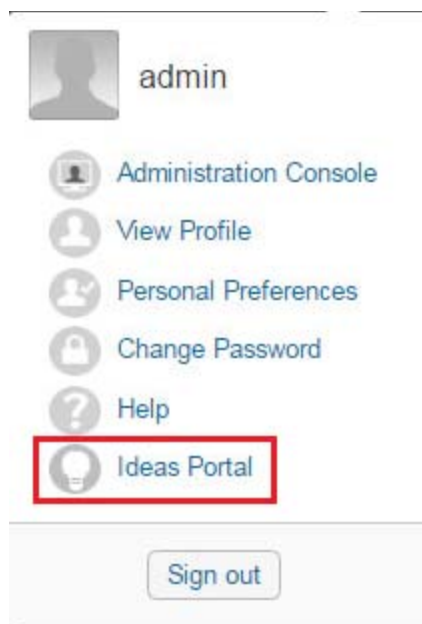 admin
Administration Console
View Profile
Personal Preferences
Change Password
Help
Ideas Portal
Sign out